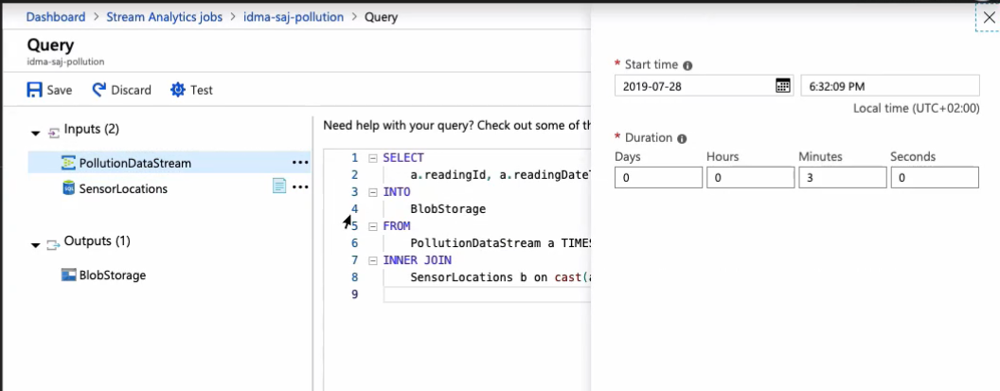 Dashboard > Stream Analytics jobs > idma-saj-pollution > Query
Query
idma-saj-pollution
Save Discard Test
Inputs (2)
PollutionDataStream ...
SensorLocations ...
Outputs (1)
BlobStorage
Need help with your query? Check out some of th
1 SELECT
2 a.readingId, a.readingDateT
3 INTO
4 BlobStorage
5 FROM
6 PollutionDataStream a TIMES
7 INNER JOIN
8 SensorLocations b on cast(a
9
* Start time
2019-07-28 6:32:09 PM
Local time (UTC+02:00)
* Duration
Days Hours Minutes Seconds
0 0 3 0